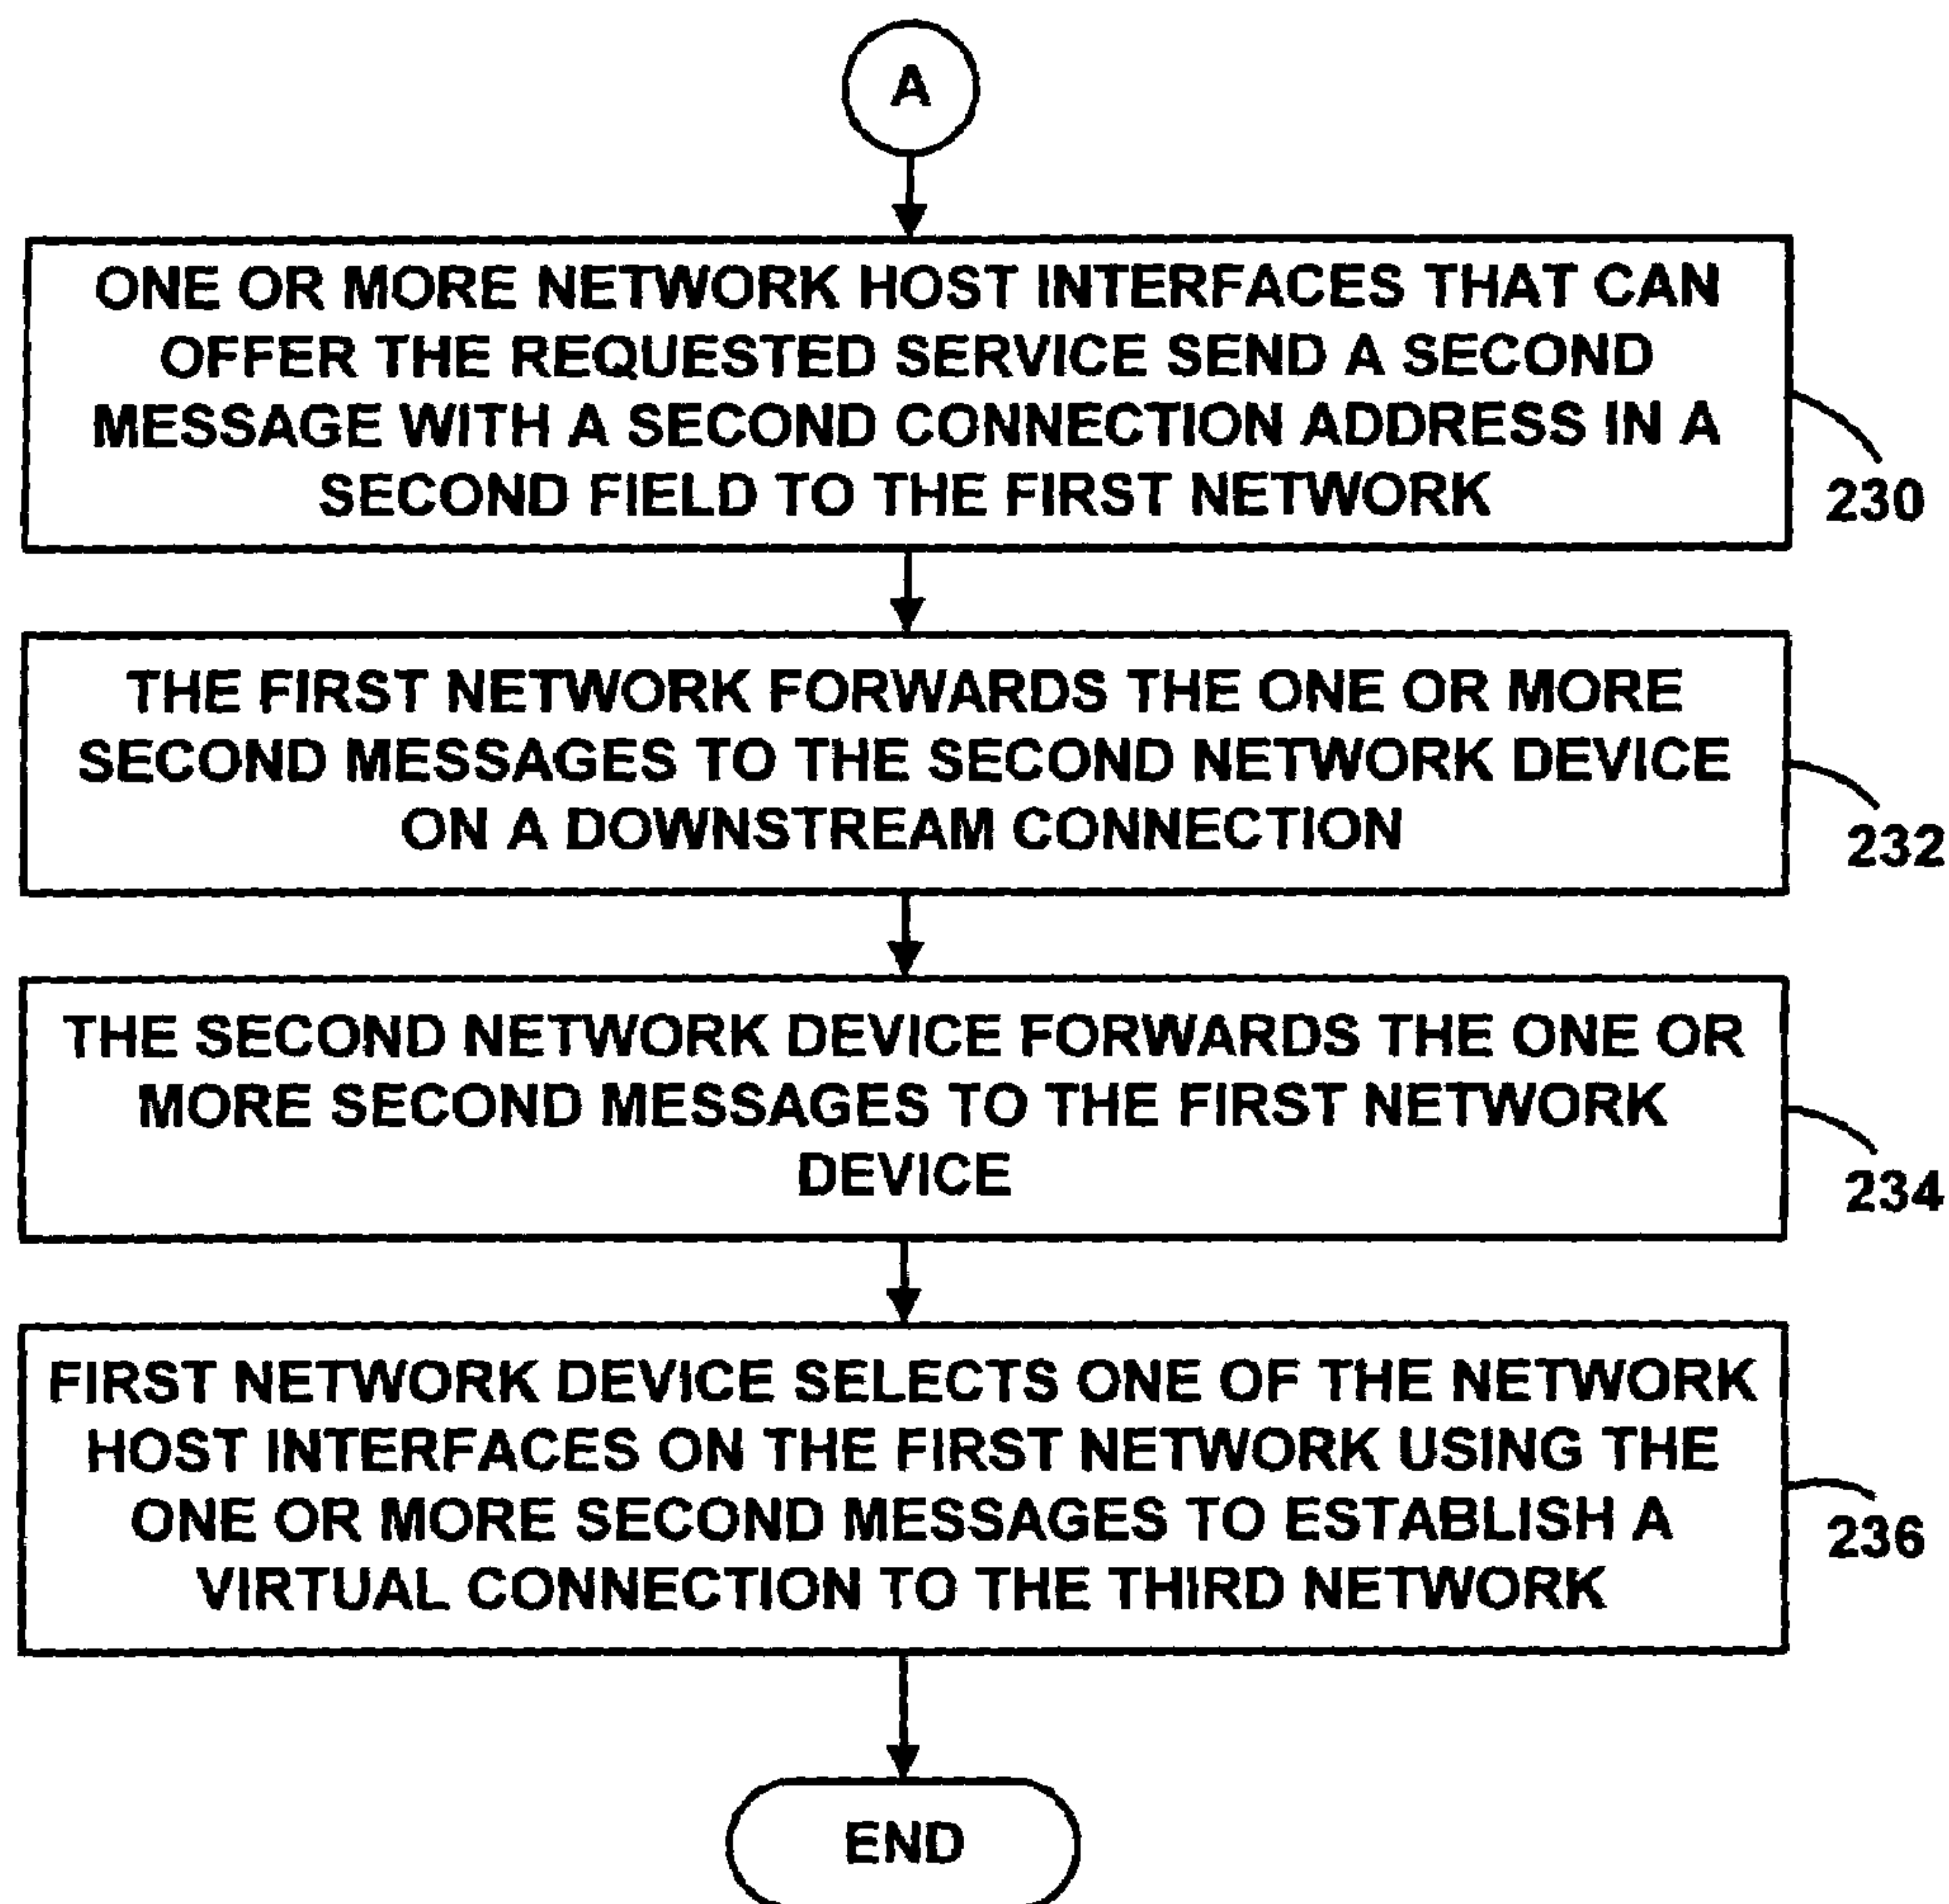 A
ONE OR MORE NETWORK HOST INTERFACES THAT CAN
OFFER THE REQUESTED SERVICE SEND A SECOND
MESSAGE WITH A SECOND CONNECTION ADDRESS IN A
SECOND FIELD TO THE FIRST NETWORK
230
THE FIRST NETWORK FORWARDS THE ONE OR MORE
SECOND MESSAGES TO THE SECOND NETWORK DEVICE
ON A DOWNSTREAM CONNECTION
232
THE SECOND NETWORK DEVICE FORWARDS THE ONE OR
MORE SECOND MESSAGES TO THE FIRST NETWORK
DEVICE
234
FIRST NETWORK DEVICE SELECTS ONE OF THE NETWORK
HOST INTERFACES ON THE FIRST NETWORK USING THE
ONE OR MORE SECOND MESSAGES TO ESTABLISH A
VIRTUAL CONNECTION TO THE THIRD NETWORK
236
END